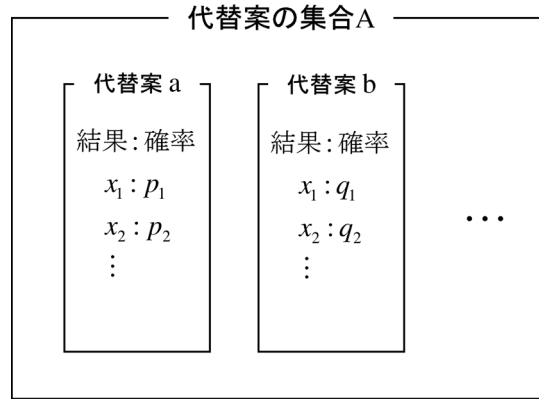 代替案の集合A
代替案 a
結果:確率
x₁ : p₁
x₂ : p₂
⋮
代替案 b
結果:確率
x₁ : q₁
x₂ : q₂
⋮
…